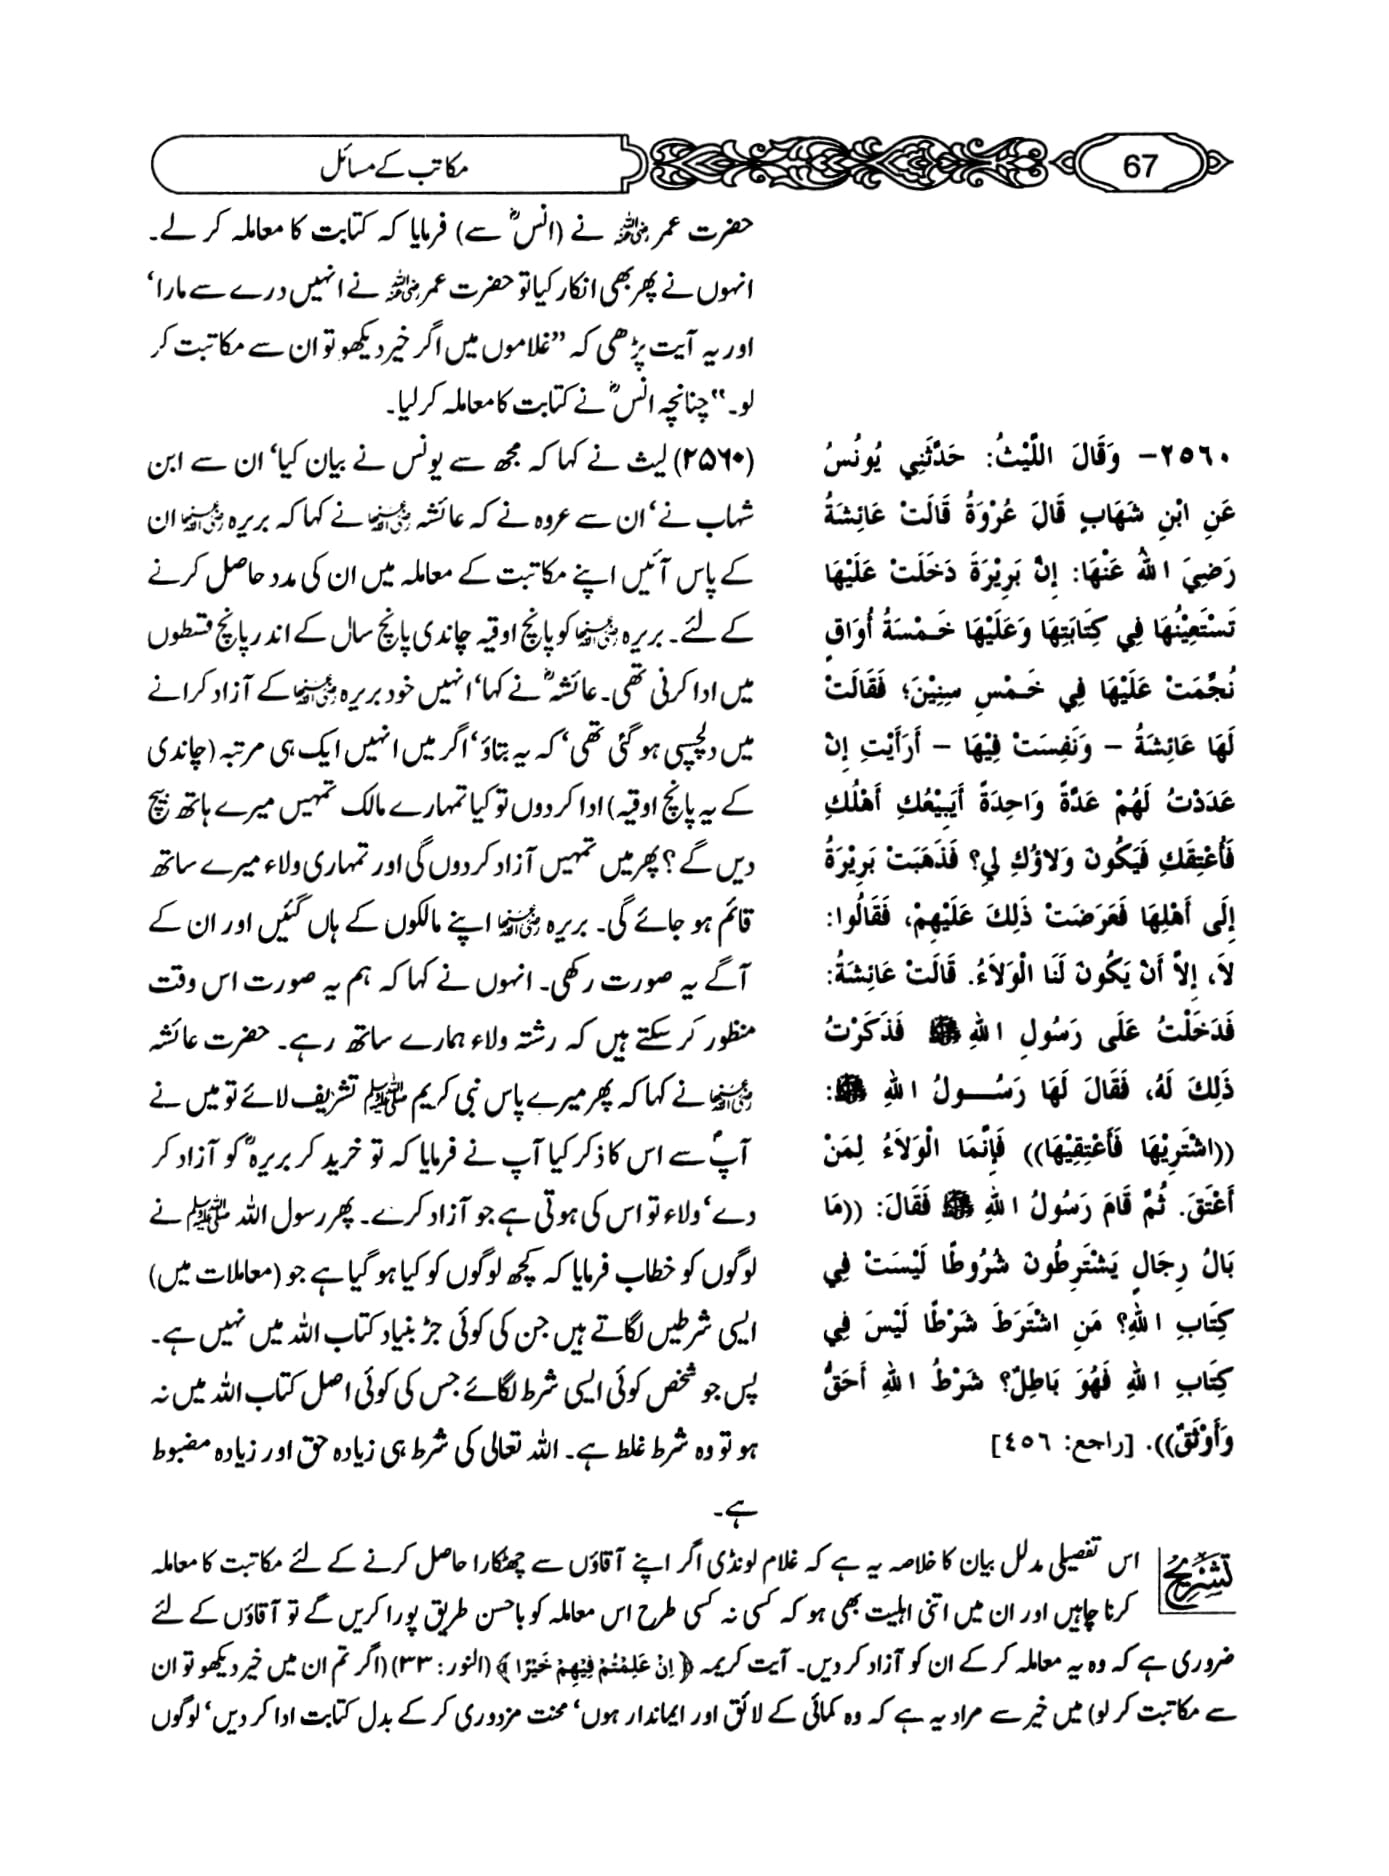 67
مکاتب کے مسائل
حضرت عمر رضی اللہ عنہ نے (انسؓ سے) فرمایا کہ کتابت کا معاملہ کر لے۔
انہوں نے پھر بھی انکار کیا تو حضرت عمر رضی اللہ عنہ نے انہیں درے سے مارا‘
اور یہ آیت پڑھی کہ ”غلاموں میں اگر خیر دیکھو تو ان سے مکاتبت کر
لو۔“ چنانچہ انسؓ نے کتابت کا معاملہ کر لیا۔
٢٥٦٠- وَقَالَ اللَّيْثُ: حَدَّثَنِي يُونُسُ
عَنِ ابْنِ شَهَابٍ قَالَ عُرْوَةُ قَالَتْ عَائِشَةُ
رَضِيَ اللهُ عَنْهَا: إِنَّ بَرِيْرَةَ دَخَلَتْ عَلَيْهَا
تَسْتَعِيْنُهَا فِي كِتَابَتِهَا وَعَلَيْهَا خَمْسَةُ أُوَاقٍ
نُجِّمَتْ عَلَيْهَا فِي خَمْسِ سِنِيْنَ؛ فَقَالَتْ
لَهَا عَائِشَةُ – وَنَفِسَتْ فِيْهَا – أَرَأَيْتِ إِنْ
عَدَدْتُ لَهُمْ عَدَّةً وَاحِدَةً أَيَبِيْعُكِ أَهْلُكِ
فَأُعْتِقَكِ فَيَكُونَ وَلاَؤُكِ لِي؟ فَذَهَبَتْ بَرِيْرَةُ
إِلَى أَهْلِهَا فَعَرَضَتْ ذَلِكَ عَلَيْهِمْ، فَقَالُوا:
لاَ، إِلاَّ أَنْ يَكُونَ لَنَا الْوَلاَءُ. قَالَتْ عَائِشَةُ:
فَدَخَلْتُ عَلَى رَسُولِ اللهِ ﷺ فَذَكَرْتُ
ذَلِكَ لَهُ، فَقَالَ لَهَا رَسُولُ اللهِ ﷺ:
((اشْتَرِيْهَا فَأَعْتِقِيْهَا)) فَإِنَّمَا الْوَلاَءُ لِمَنْ
أَعْتَقَ. ثُمَّ قَامَ رَسُولُ اللهِ ﷺ فَقَالَ: ((مَا
بَالُ رِجَالٍ يَشْتَرِطُونَ شُرُوطًا لَيْسَتْ فِي
كِتَابِ اللهِ؟ مَنِ اشْتَرَطَ شَرْطًا لَيْسَ فِي
كِتَابِ اللهِ فَهُوَ بَاطِلٌ؟ شَرْطُ اللهِ أَحَقُّ
وَأَوْثَقُ)). [راجع: ٤٥٦]
(۲۵۶۰) لیث نے کہا کہ مجھ سے یونس نے بیان کیا‘ ان سے ابن
شہاب نے‘ ان سے عروہ نے کہ عائشہ رضی اللہ عنہا نے کہا کہ بریرہ رضی اللہ عنہا ان
کے پاس آئیں اپنے مکاتبت کے معاملہ میں ان کی مدد حاصل کرنے
کے لئے۔ بریرہ رضی اللہ عنہا کو پانچ اوقیہ چاندی پانچ سال کے اندر پانچ قسطوں
میں ادا کرنی تھی۔ عائشہؓ نے کہا‘ انہیں خود بریرہ رضی اللہ عنہا کے آزاد کرانے
میں دلچسپی ہو گئی تھی‘ کہ یہ بتاؤ‘ اگر میں انہیں ایک ہی مرتبہ (چاندی
کے یہ پانچ اوقیہ) ادا کر دوں تو کیا تمہارے مالک تمہیں میرے ہاتھ بیچ
دیں گے؟ پھر میں تمہیں آزاد کر دوں گی اور تمہاری ولاء میرے ساتھ
قائم ہو جائے گی۔ بریرہ رضی اللہ عنہا اپنے مالکوں کے ہاں گئیں اور ان کے
آگے یہ صورت رکھی۔ انہوں نے کہا کہ ہم یہ صورت اس وقت
منظور کر سکتے ہیں کہ رشتہ ولاء ہمارے ساتھ رہے۔ حضرت عائشہ
رضی اللہ عنہا نے کہا کہ پھر میرے پاس نبی کریم ﷺ تشریف لائے تو میں نے
آپؐ سے اس کا ذکر کیا آپ نے فرمایا کہ تو خرید کر بریرہؓ کو آزاد کر
دے‘ ولاء تو اس کی ہوتی ہے جو آزاد کرے۔ پھر رسول اللہ ﷺ نے
لوگوں کو خطاب فرمایا کہ کچھ لوگوں کو کیا ہو گیا ہے جو (معاملات میں)
ایسی شرطیں لگاتے ہیں جن کی کوئی جڑ بنیاد کتاب اللہ میں نہیں ہے۔
پس جو شخص کوئی ایسی شرط لگائے جس کی کوئی اصل کتاب اللہ میں نہ
ہو تو وہ شرط غلط ہے۔ اللہ تعالی کی شرط ہی زیادہ حق اور زیادہ مضبوط
ہے۔
تشریح اس تفصیلی مدلل بیان کا خلاصہ یہ ہے کہ غلام لونڈی اگر اپنے آقاؤں سے چھٹکارا حاصل کرنے کے لئے مکاتبت کا معاملہ
کرنا چاہیں اور ان میں اتنی اہلیت بھی ہو کہ کسی نہ کسی طرح اس معاملہ کو باحسن طریق پورا کریں گے تو آقاؤں کے لئے
ضروری ہے کہ وہ یہ معاملہ کر کے ان کو آزاد کر دیں۔ آیت کریمہ ﴿ اِنْ عَلِمْتُمْ فِيْهِمْ خَيْرًا ﴾ (النور: ۳۳) (اگر تم ان میں خیر دیکھو تو ان
سے مکاتبت کر لو) میں خیر سے مراد یہ ہے کہ وہ کمائی کے لائق اور ایماندار ہوں‘ محنت مزدوری کر کے بدل کتابت ادا کر دیں‘ لوگوں